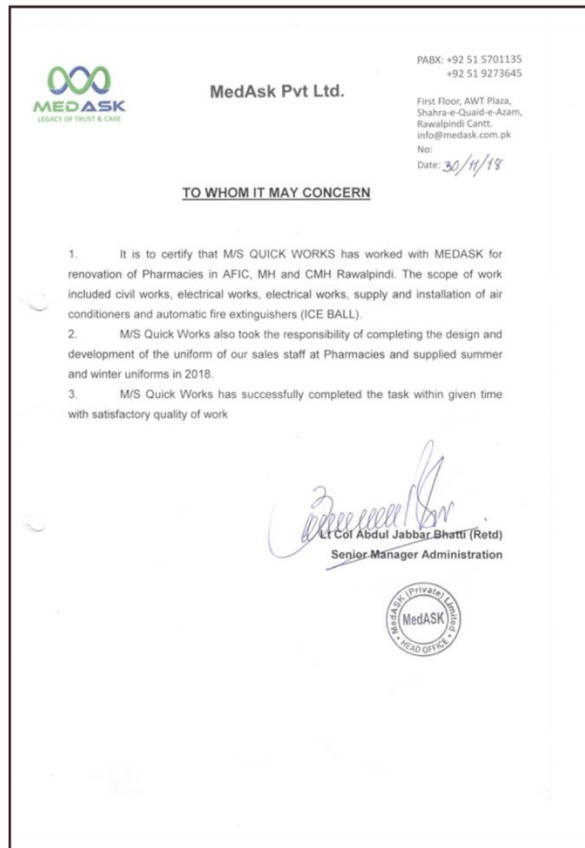 MEDASK
LEGACY OF TRUST & CARE
MedAsk Pvt Ltd.
PABX: +92 51 5701135
+92 51 9273645
First Floor, AWT Plaza,
Shahra-e-Quaid-e-Azam,
Rawalpindi Cantt.
info@medask.com.pk
No:
Date: 30/11/18
TO WHOM IT MAY CONCERN
1. It is to certify that M/S QUICK WORKS has worked with MEDASK for
renovation of Pharmacies in AFIC, MH and CMH Rawalpindi. The scope of work
included civil works, electrical works, electrical works, supply and installation of air
conditioners and automatic fire extinguishers (ICE BALL).
2. M/S Quick Works also took the responsibility of completing the design and
development of the uniform of our sales staff at Pharmacies and supplied summer
and winter uniforms in 2018.
3. M/S Quick Works has successfully completed the task within given time
with satisfactory quality of work
Lt Col Abdul Jabbar Bhatti (Retd)
Senior Manager Administration
MedASK (Private) Limited
MedASK
HEAD OFFICE